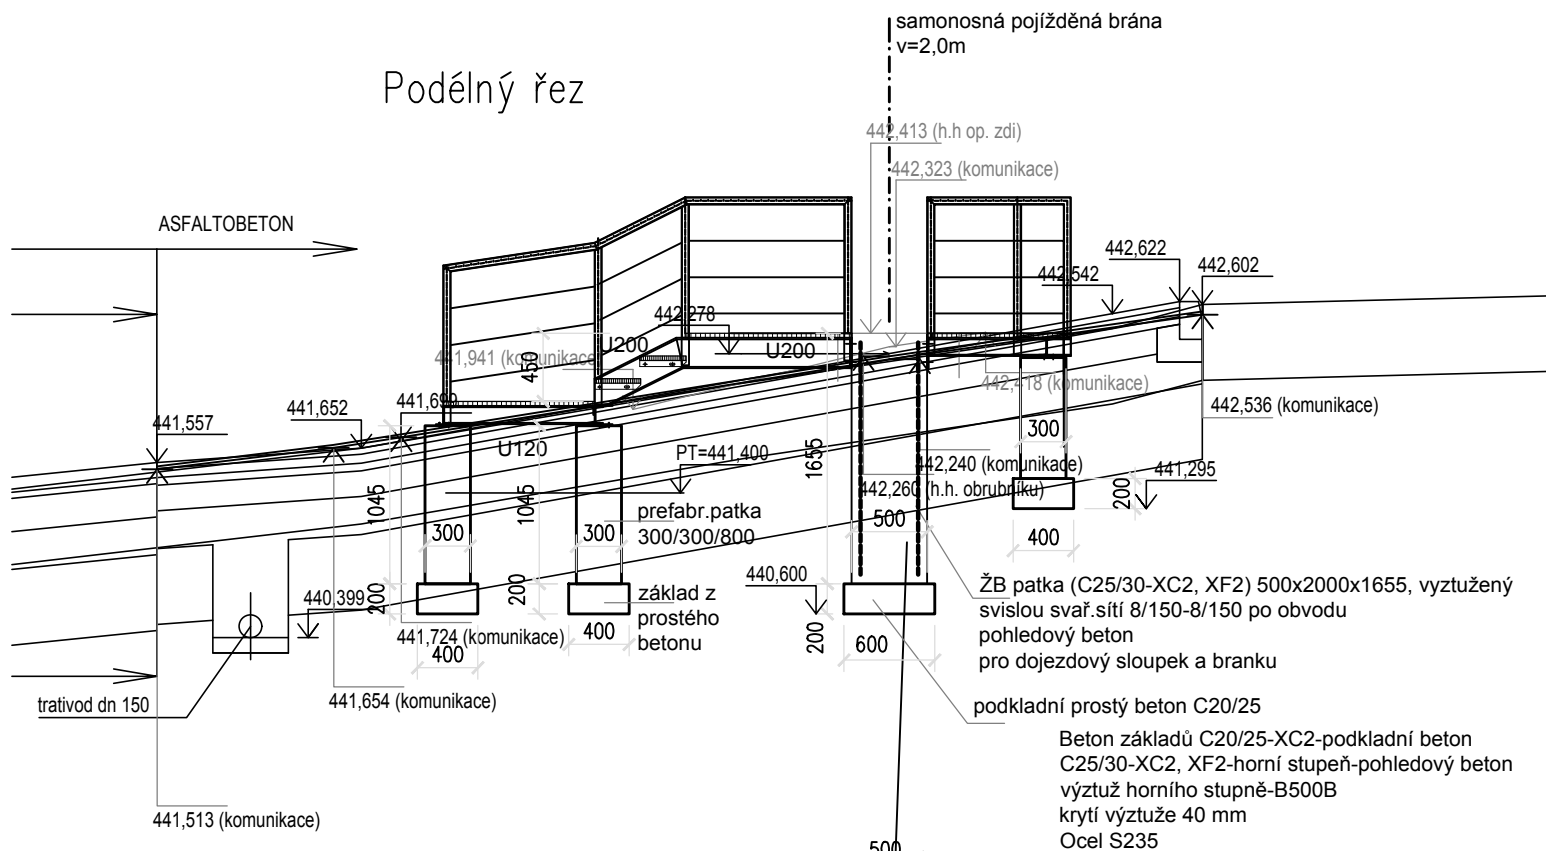 samonosná pojížděná brána
v=2,0m
Podélný řez
442,413 (h.h op. zdi)
442,323 (komunikace)
ASFALTOBETON
442,622
442,602
442,542
442,278
U200
U200
441,941 (komunikace
450
442,418 (komunikace)
441,652
441,699
441,557
442,536 (komunikace)
300
U120
PT=441,400
1655
442,240 (komunikace)
441,295
442,260 (h.h. obrubníku)
200
1045
1045
prefabr.patka
300/300/800
300
300
500
400
440,600
ŽB patka (C25/30-XC2, XF2) 500x2000x1655, vyztužený
svislou svař.sítí 8/150-8/150 po obvodu
pohledový beton
pro dojezdový sloupek a branku
440,399
200
200
základ z
prostého
betonu
200
441,724 (komunikace)
400
400
600
441,654 (komunikace)
trativod dn 150
podkladní prostý beton C20/25
Beton základů C20/25-XC2-podkladní beton
C25/30-XC2, XF2-horní stupeň-pohledový beton
výztuž horního stupně-B500B
krytí výztuže 40 mm
Ocel S235
441,513 (komunikace)
500